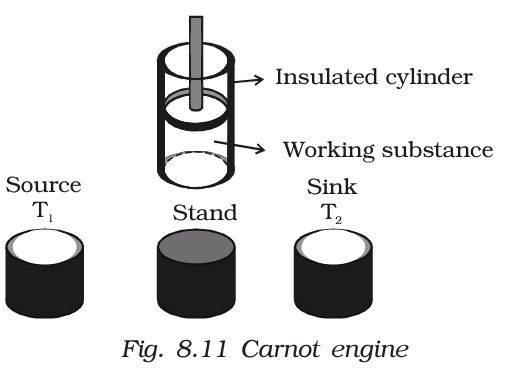 Insulated cylinder
Working substance
Source
T₁
Stand
Sink
T₂
Fig. 8.11 Carnot engine